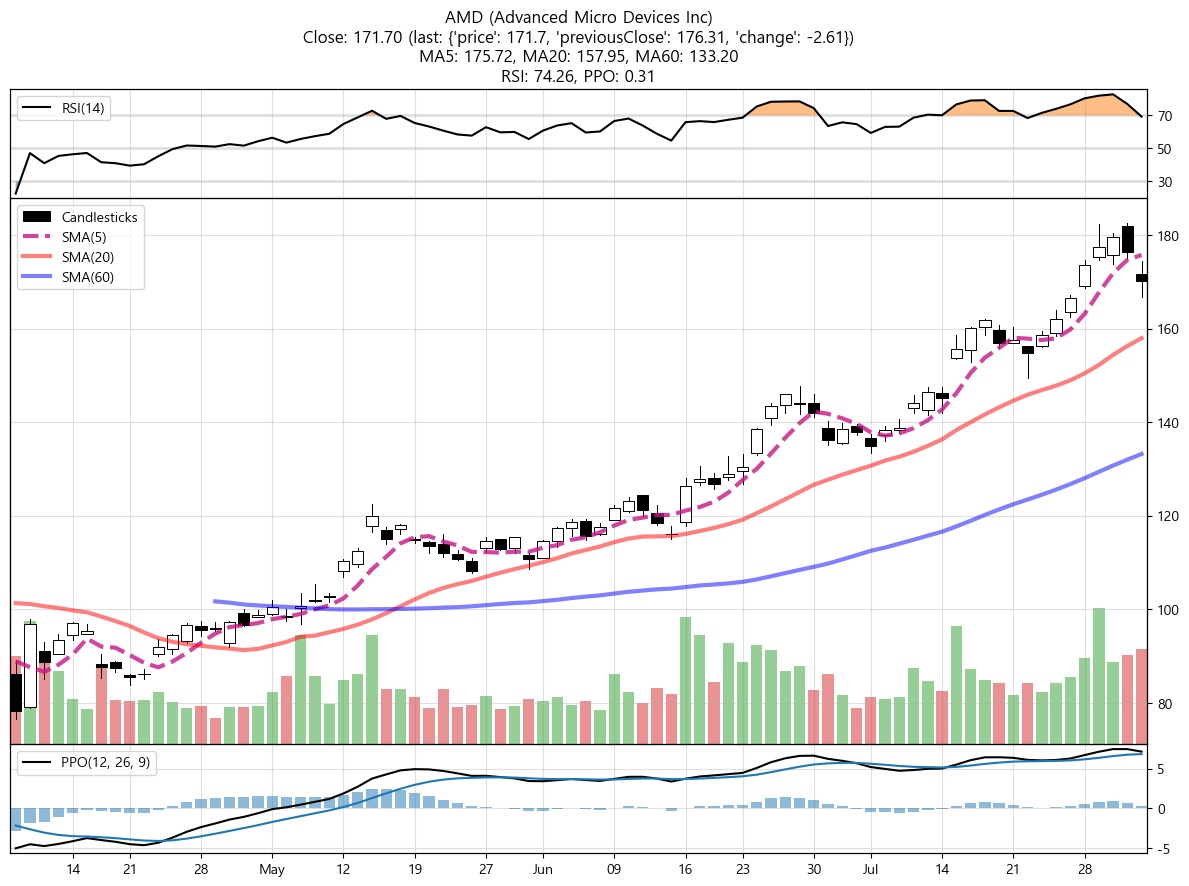 AMD (Advanced Micro Devices Inc)
Close: 171.70 (last: {'price': 171.7, 'previousClose': 176.31, 'change': -2.61})
MA5: 175.72, MA20: 157.95, MA60: 133.20
RSI: 74.26, PPO: 0.31
RSI(14)
70
50
30
Candlesticks
SMA(5)
SMA(20)
SMA(60)
180
160
140
120
100
80
PPO(12, 26, 9)
5
0
-5
14 21 28 May 12 19 27 Jun 09 16 23 30 Jul 14 21 28